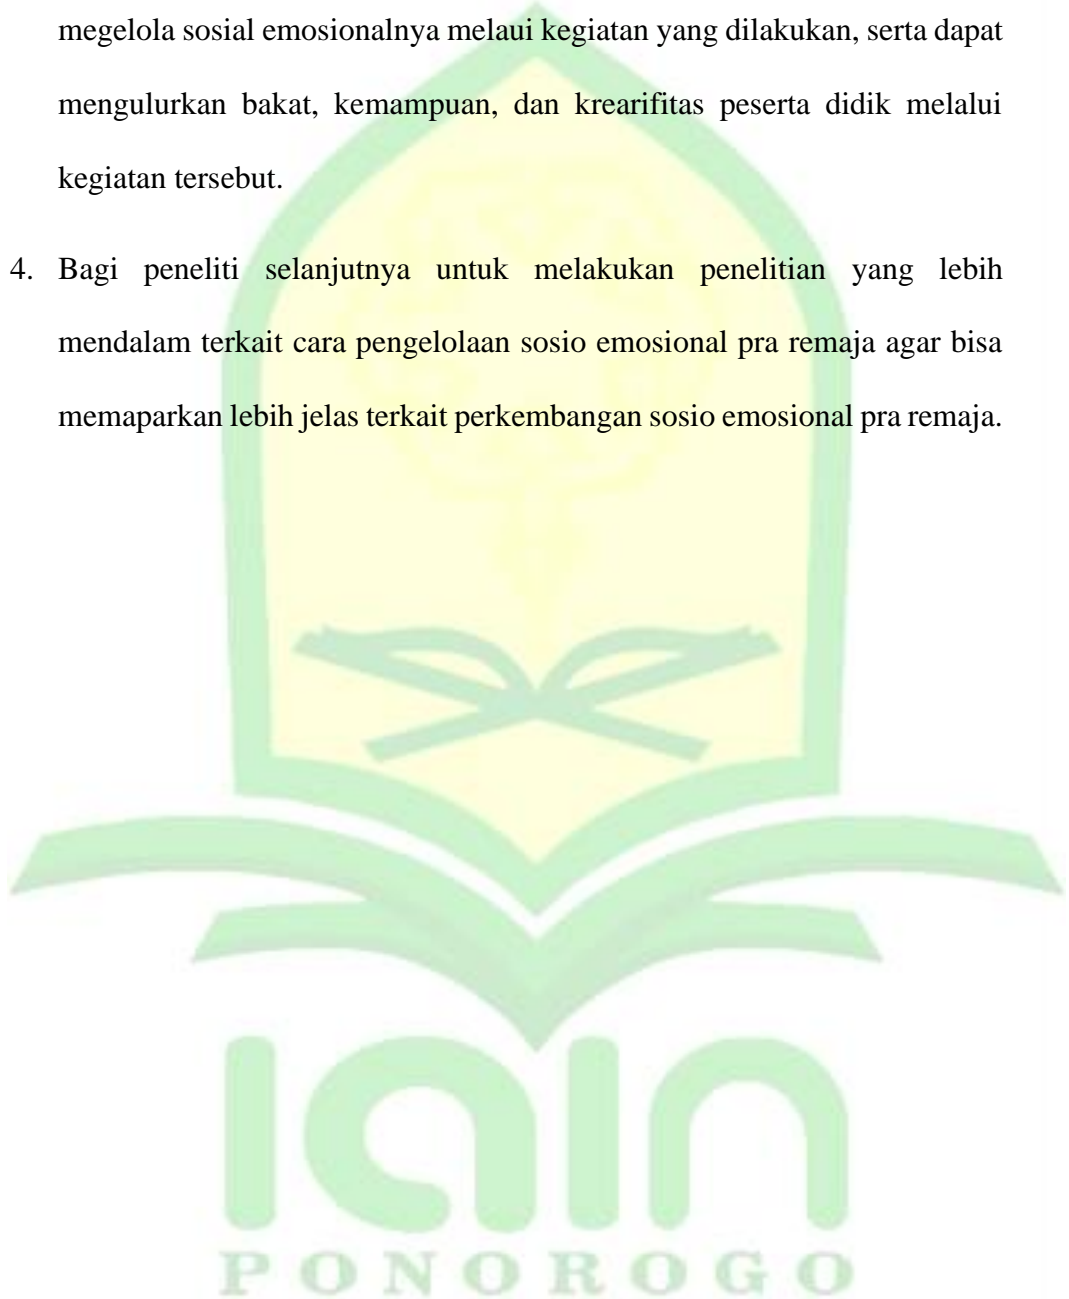 megelola sosial emosionalnya melaui kegiatan yang dilakukan, serta dapat
mengulurkan bakat, kemampuan, dan krearifitas peserta didik melalui
kegiatan tersebut.
4. Bagi peneliti selanjutnya untuk melakukan penelitian yang lebih
mendalam terkait cara pengelolaan sosio emosional pra remaja agar bisa
memaparkan lebih jelas terkait perkembangan sosio emosional pra remaja.
iain
PONOROGO